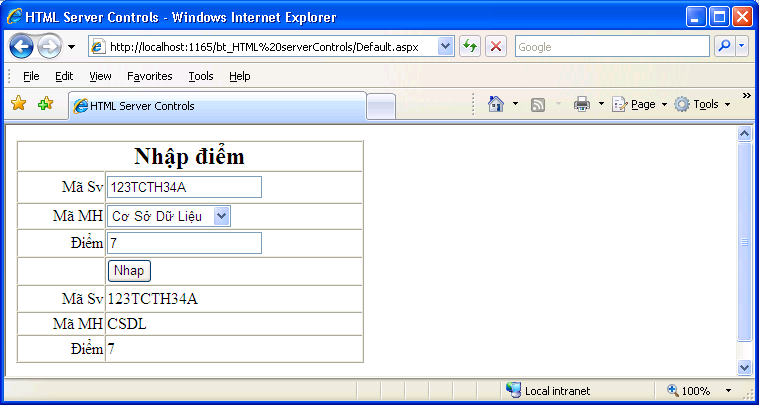 HTML Server Controls - Windows Internet Explorer
http://localhost:1165/bt_HTML%20serverControls/Default.aspx
Google
File Edit View Favorites Tools Help
HTML Server Controls
Page Tools »
Nhập điểm
Mã Sv 123TCTH34A
Mã MH Cơ Sở Dữ Liệu
Điểm 7
Nhap
Mã Sv 123TCTH34A
Mã MH CSDL
Điểm 7
Local intranet 100%